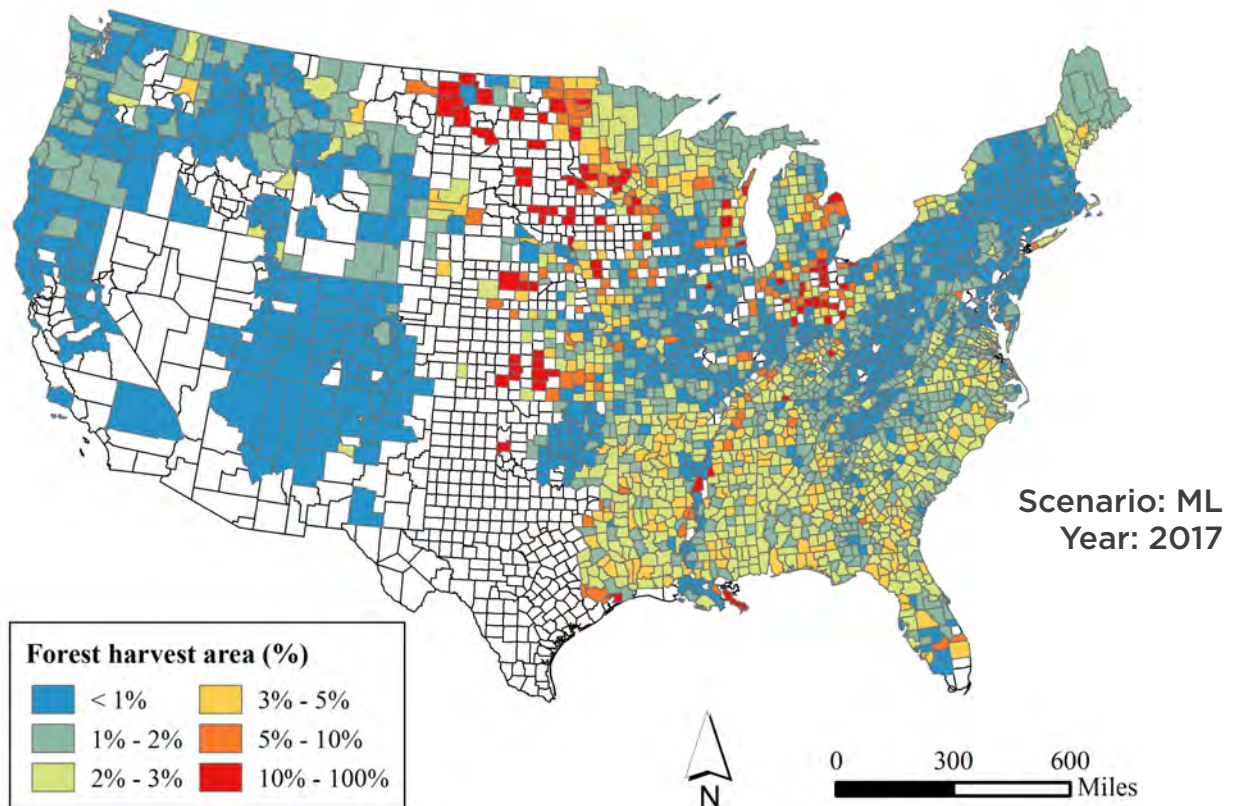 Scenario: ML
Year: 2017
Forest harvest area (%)
< 1%
1% - 2%
2% - 3%
3% - 5%
5% - 10%
10% - 100%
N
0 300 600
Miles